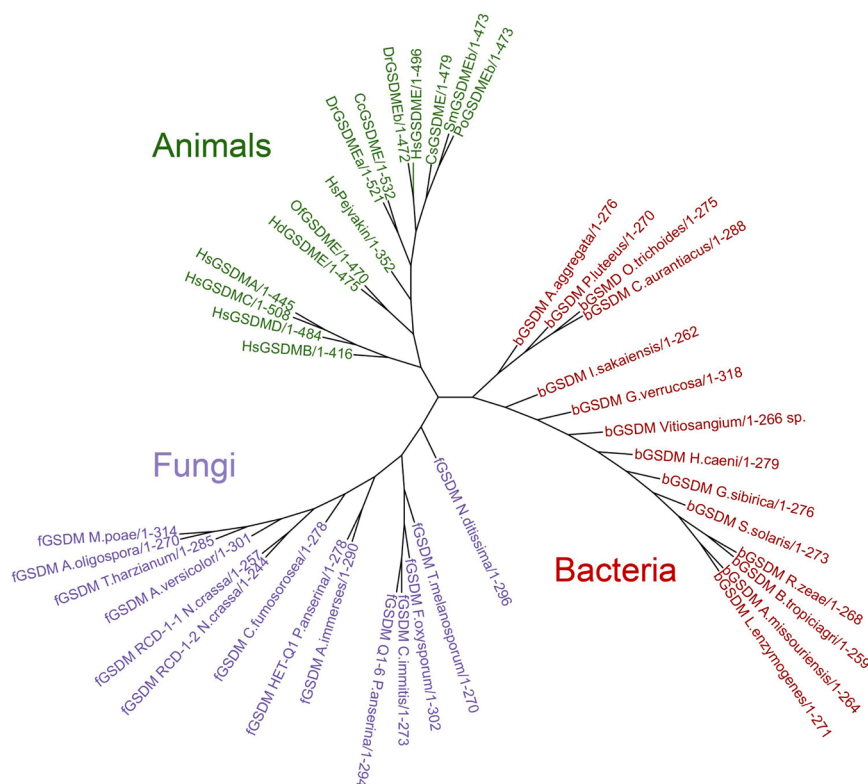 Animals
HsGSDMB/1-416
HsGSDMD/1-484
HsGSDMC/1-508
HsGSDMA/1-445
HdGSDME/1-475
OfGSDME/1-470
HsPejvakin/1-352
DrGSDMEa/1-521
CcGSDME/1-532
DrGSDMEb/1-472
HsGSDME/1-496
CsGSDME/1-479
SmGSDMEb/1-473
PoGSDMEb/1-473
bGSDM A.aggregata/1-276
bGSDM P.luteeus/1-270
bGSMD O.trichoides/1-275
bGSDM C.aurantiacus/1-288
bGSDM I.sakaiensis/1-262
bGSDM G.verrucosa/1-318
bGSDM Vitiosangium/1-266 sp.
bGSDM H.caeni/1-279
bGSDM G.sibirica/1-276
bGSDM S.solaris/1-273
bGSDM R.zeae/1-268
bGSDM B.tropiciagri/1-259
bGSDM A.missouriensis/1-264
bGSDM L.enzymogenes/1-271
Bacteria
Fungi
fGSDM M.poae/1-314
fGSDM A.oligospora/1-270
fGSDM T.harzianum/1-285
fGSDM A.versicolor/1-301
fGSDM RCD-1-1 N.crassa/1-257
fGSDM RCD-1-2 N.crassa/1-244
fGSDM C.fumosorosea/1-278
fGSDM HET-Q1 P.anserina/1-278
fGSDM A.immerses/1-290
fGSDM Q1-6 P.anserina/1-294
fGSDM C.immitis/1-273
fGSDM F.oxysporum/1-302
fGSDM T.melanosporum/1-270
fGSDM N.ditissima/1-296